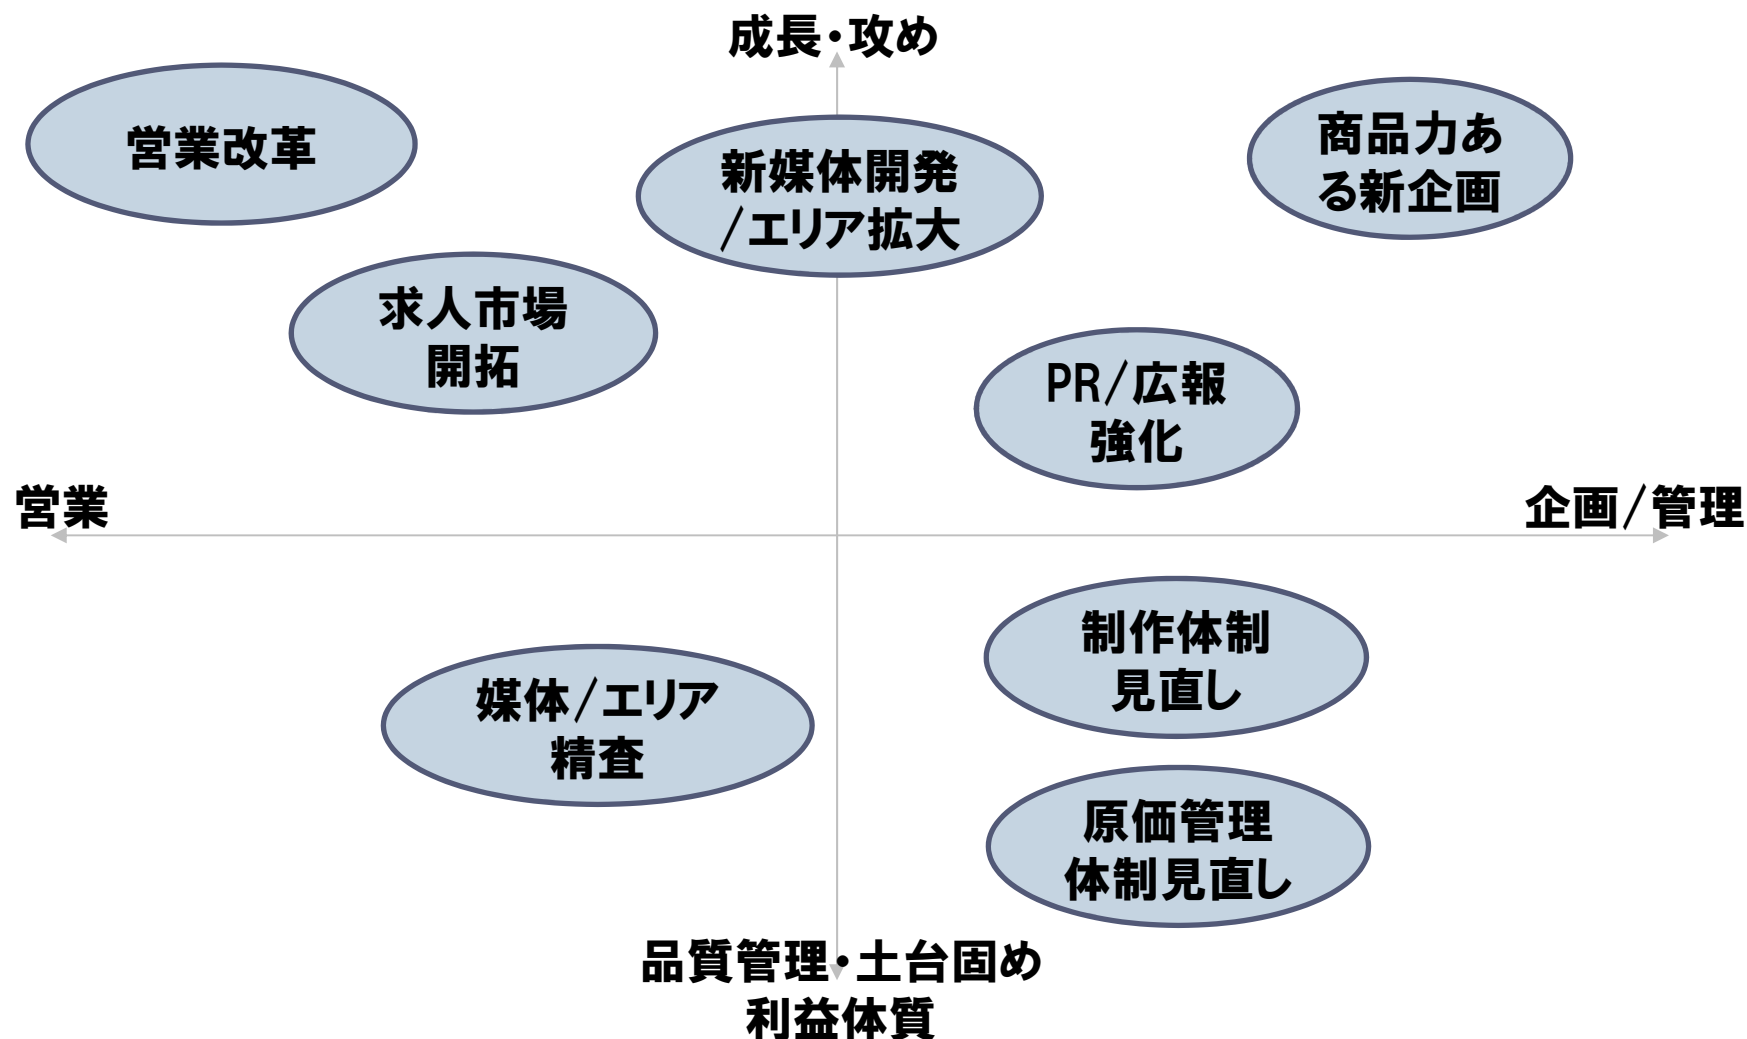 成長・攻め
営業改革
新媒体開発
/エリア拡大
商品力あ
る新企画
求人市場
開拓
PR/広報
強化
営業
企画/管理
制作体制
見直し
媒体/エリア
精査
原価管理
体制見直し
品質管理・土台固め
利益体質